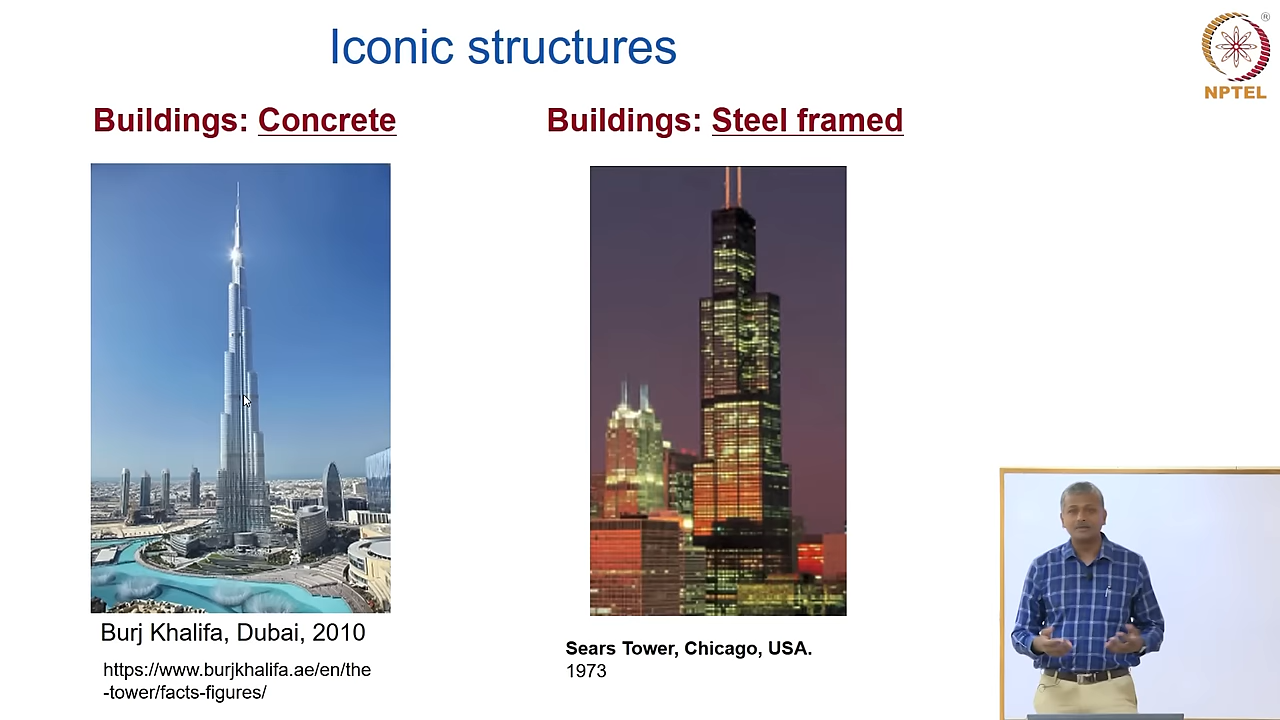 Iconic structures
®
NPTEL
Buildings: Concrete
Buildings: Steel framed
Burj Khalifa, Dubai, 2010
https://www.burjkhalifa.ae/en/the
-tower/facts-figures/
Sears Tower, Chicago, USA.
1973